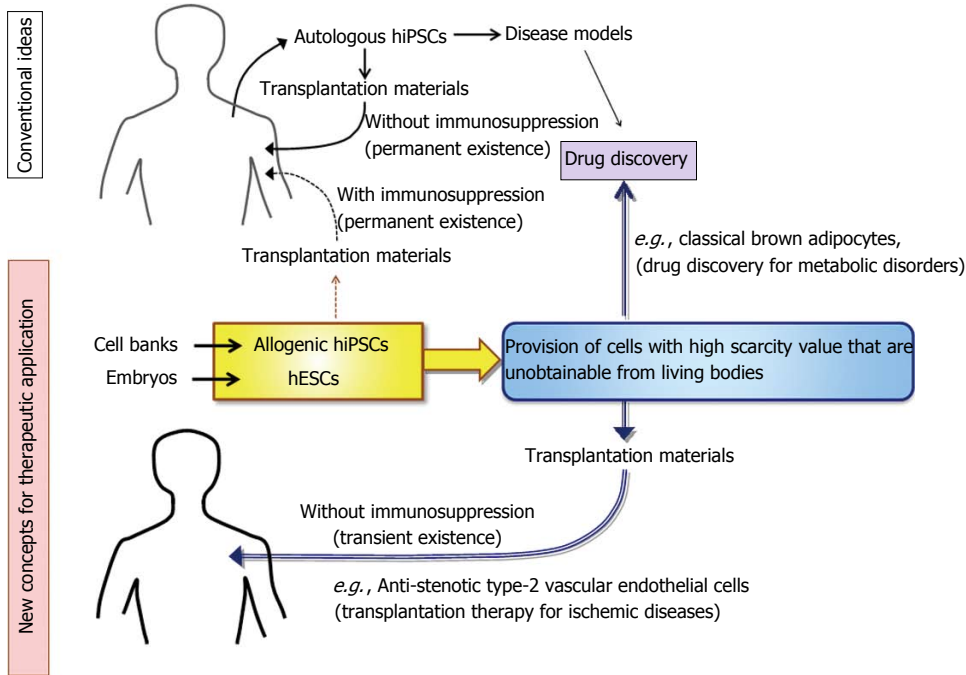 Conventional ideas
Autologous hiPSCs
Disease models
Transplantation materials
Without immunosuppression
(permanent existence)
Drug discovery
With immunosuppression
(permanent existence)
Transplantation materials
e.g., classical brown adipocytes,
(drug discovery for metabolic disorders)
New concepts for therapeutic application
Cell banks
Embryos
Allogenic hiPSCs
hESCs
Provision of cells with high scarcity value that are
unobtainable from living bodies
Transplantation materials
Without immunosuppression
(transient existence)
e.g., Anti-stenotic type-2 vascular endothelial cells
(transplantation therapy for ischemic diseases)